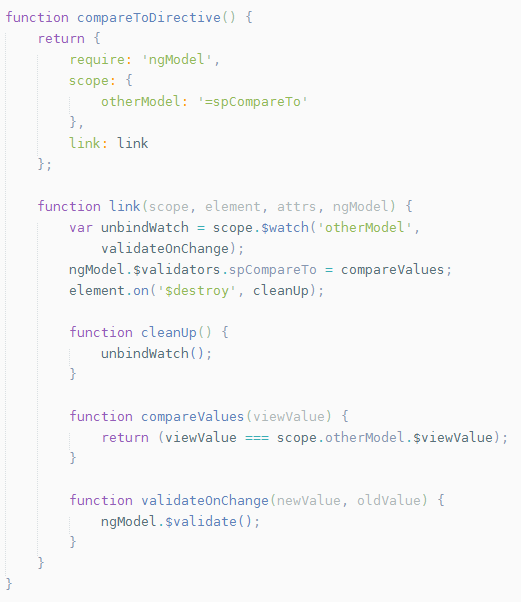 function compareToDirective() {
    return {
        require: 'ngModel',
        scope: {
            otherModel: '=spCompareTo'
        },
        link: link
    };

    function link(scope, element, attrs, ngModel) {
        var unbindWatch = scope.$watch('otherModel',
            validateOnChange);
        ngModel.$validators.spCompareTo = compareValues;
        element.on('$destroy', cleanUp);

        function cleanUp() {
            unbindWatch();
        }

        function compareValues(viewValue) {
            return (viewValue === scope.otherModel.$viewValue);
        }

        function validateOnChange(newValue, oldValue) {
            ngModel.$validate();
        }
    }
}